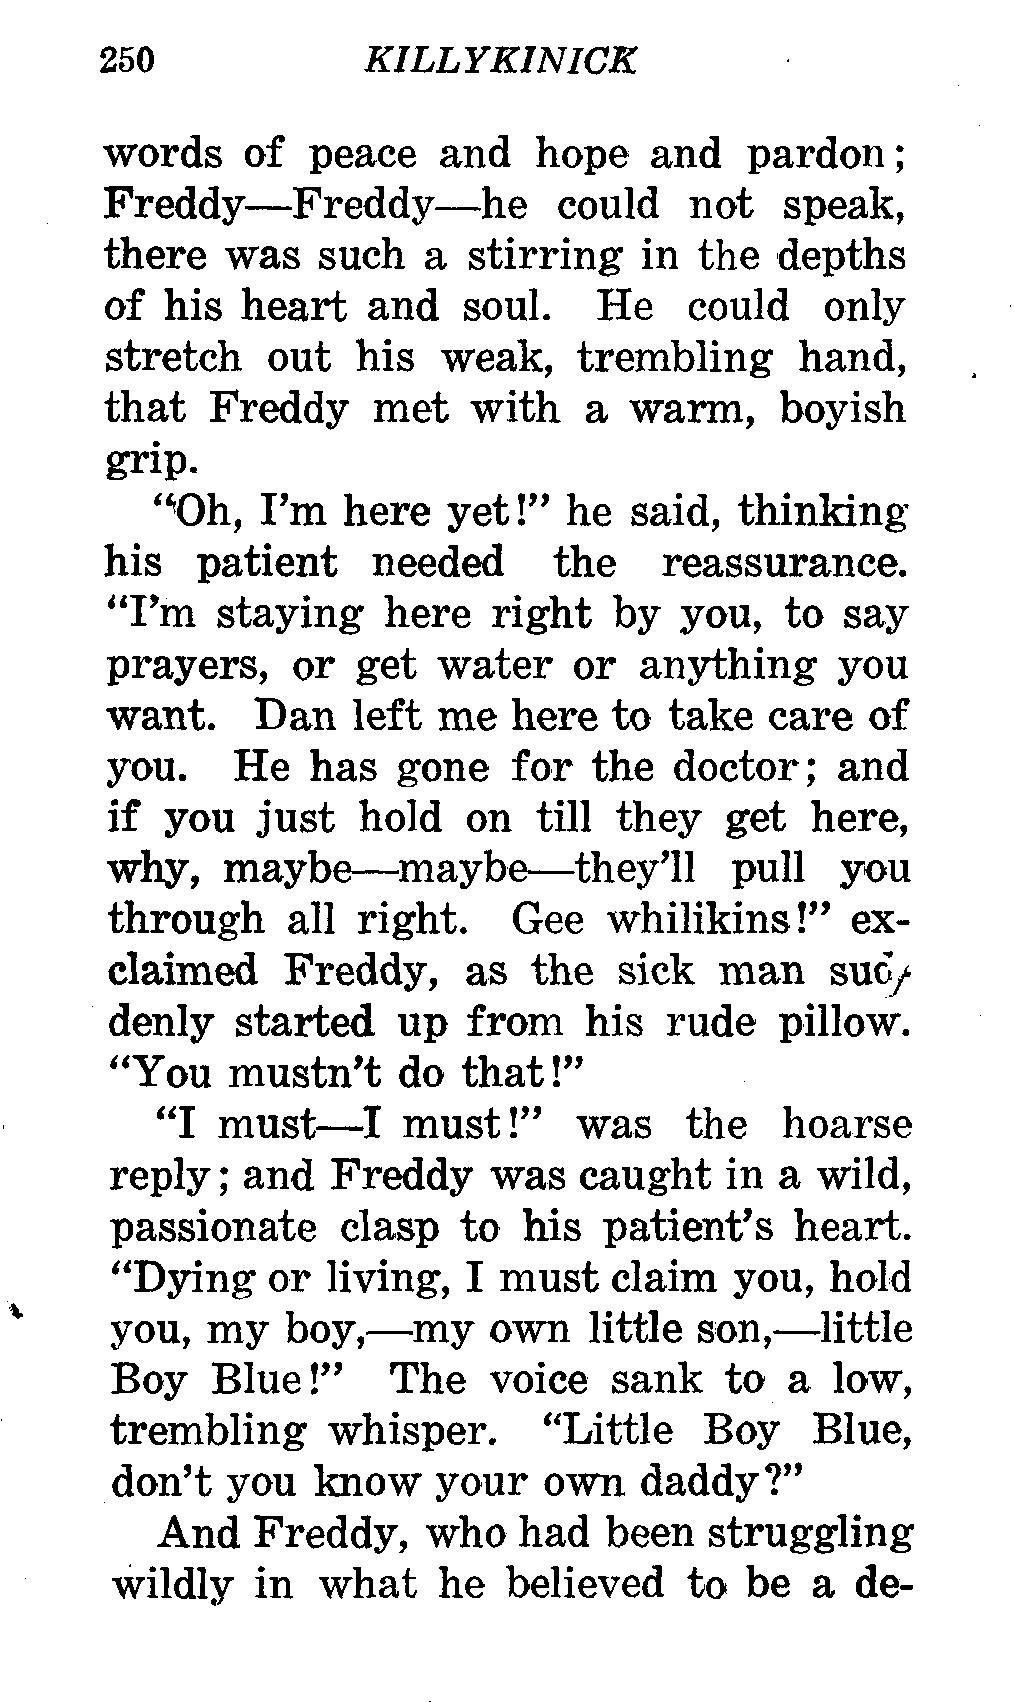 250 KILLYKINICK
words of peace and hope and pardon;
Freddy—Freddy—he could not speak,
there was such a stirring in the depths
of his heart and soul. He could only
stretch out his weak, trembling hand,
that Freddy met with a warm, boyish
grip.
"Oh, I'm here yet!" he said, thinking
his patient needed the reassurance.
"I'm staying here right by you, to say
prayers, or get water or anything you
want. Dan left me here to take care of
you. He has gone for the doctor; and
if you just hold on till they get here,
why, maybe—maybe—they'll pull you
through all right. Gee whilikins!" ex-
claimed Freddy, as the sick man sud-
denly started up from his rude pillow.
"You mustn't do that!"
"I must—I must!" was the hoarse
reply; and Freddy was caught in a wild,
passionate clasp to his patient's heart.
"Dying or living, I must claim you, hold
you, my boy,—my own little son,—little
Boy Blue!" The voice sank to a low,
trembling whisper. "Little Boy Blue,
don't you know your own daddy?"
And Freddy, who had been struggling
wildly in what he believed to be a de-